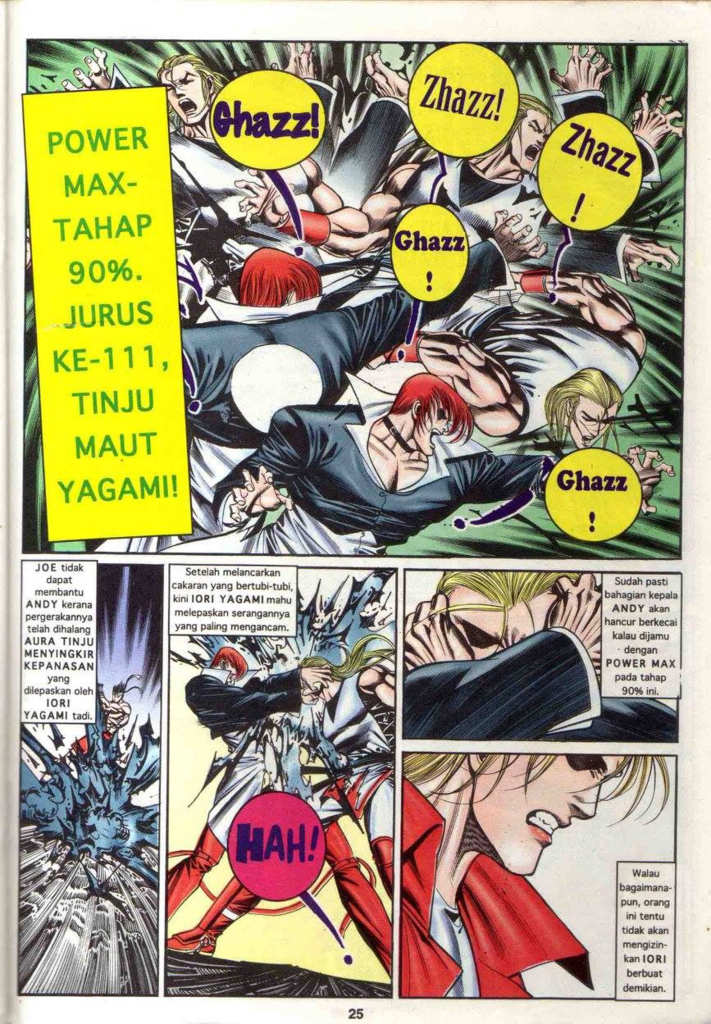 POWER
MAX-
TAHAP
90%.
JURUS
KE-111,
TINJU
MAUT
YAGAMI!
Ghazz!
Zhazz!
Zhazz
!
Ghazz
!
Ghazz
!
JOE tidak
dapat
membantu
ANDY kerana
pergerakannya
telah dihalang
AURA TINJU
MENYINGKIR
KEPANASAN
yang
dilepaskan oleh
IORI
YAGAMI tadi.
Setelah melancarkan
cakaran yang bertubi-tubi,
kini IORI YAGAMI mahu
melepaskan serangannya
yang paling mengancam.
HAH!
Sudah pasti
bahagian kepala
ANDY akan
hancur berkecai
kalau dijamu
dengan
POWER MAX
pada tahap
90% ini.
Walau
bagaimana-
pun, orang
ini tentu
tidak akan
mengizin-
kan IORI
berbuat
demikian.
25